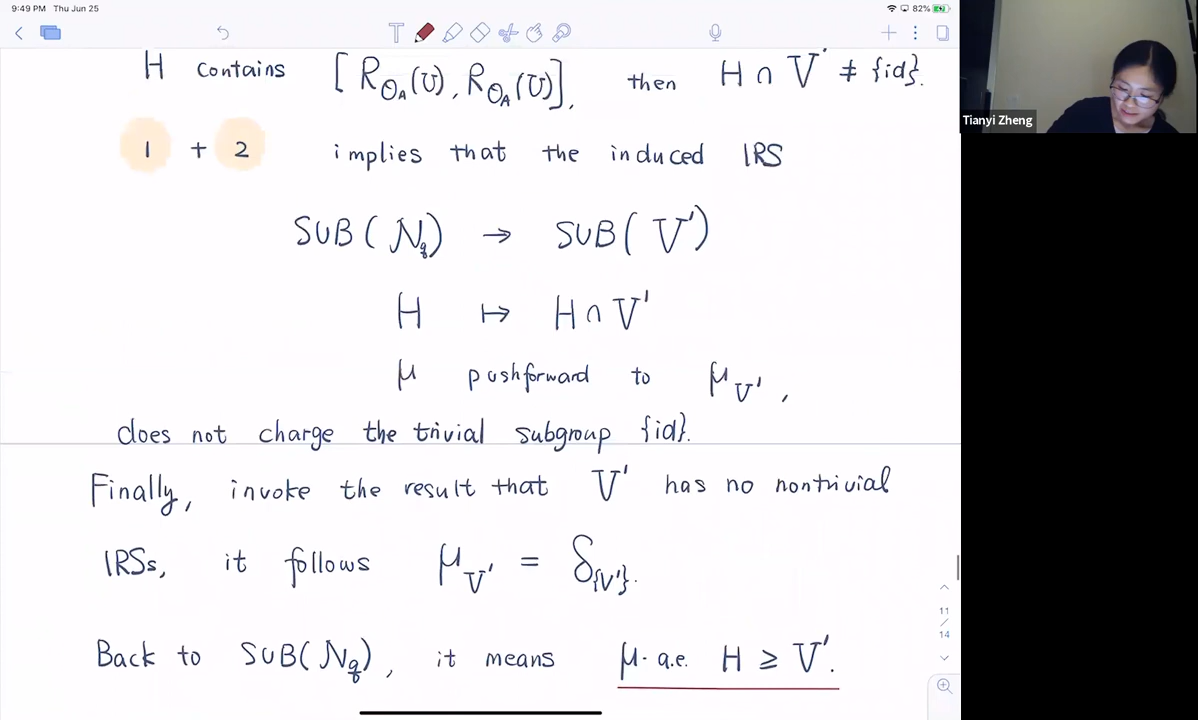 9:49 PM Thu Jun 25
82%
H contains [R_{Θ_A}(U), R_{Θ_A}(U)], then H ∩ V' ≠ {id}.
Tianyi Zheng
1 + 2 implies that the induced IRS
SUB(N_q) → SUB(V')
H ↦ H ∩ V'
μ pushforward to μ_{V'},
does not charge the trivial subgroup {id}.
Finally, invoke the result that V' has no nontrivial
IRSs, it follows μ_{V'} = δ_{{V'}}.
11
/
14
Back to SUB(N_q), it means μ-a.e. H ≥ V'.